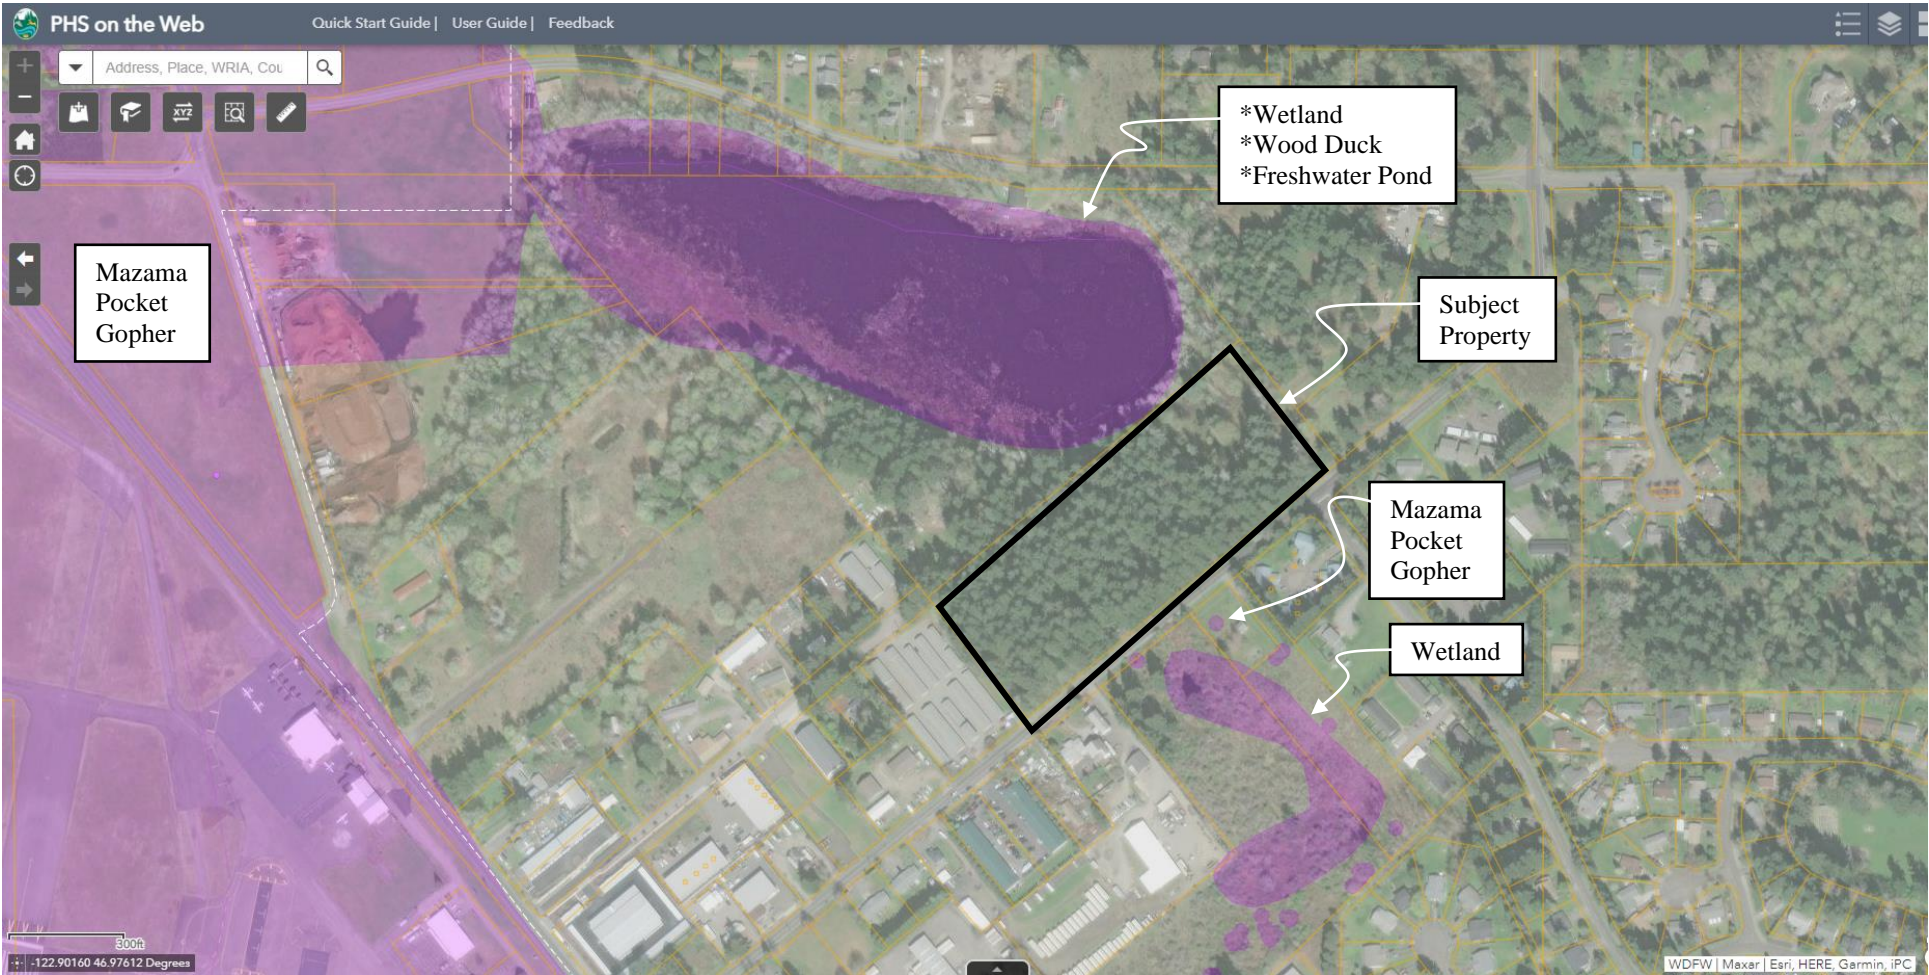 PHS on the Web
Quick Start Guide | User Guide | Feedback
Address, Place, WRIA, Cou
XYZ
*Wetland
*Wood Duck
*Freshwater Pond
Mazama
Pocket
Gopher
Subject
Property
Mazama
Pocket
Gopher
Wetland
300ft
-122.90160 46.97612 Degrees
WDFW | Maxar | Esri, HERE, Garmin, iPC